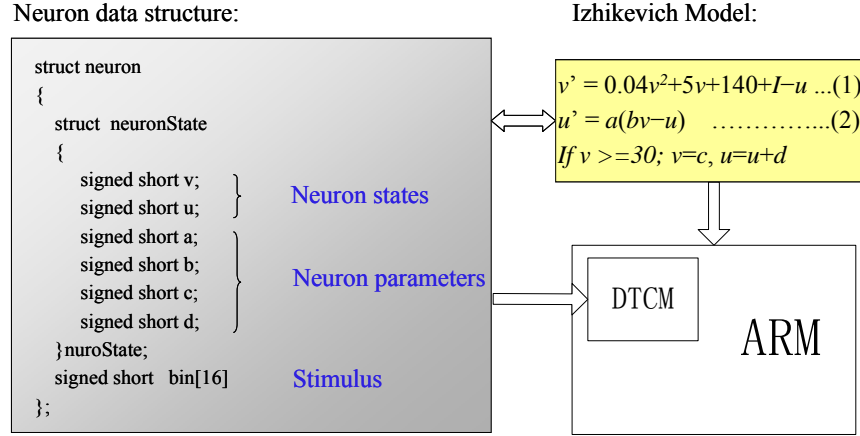 Neuron data structure:
Izhikevich Model:
struct neuron
{
struct neuronState
{
signed short v;
signed short u;
Neuron states
signed short a;
signed short b;
signed short c;
signed short d;
Neuron parameters
}nuroState;
signed short bin[16]
Stimulus
};
v’ = 0.04v²+5v+140+I−u ...(1)
u’ = a(bv−u) …………...(2)
If v >=30; v=c, u=u+d
DTCM
ARM